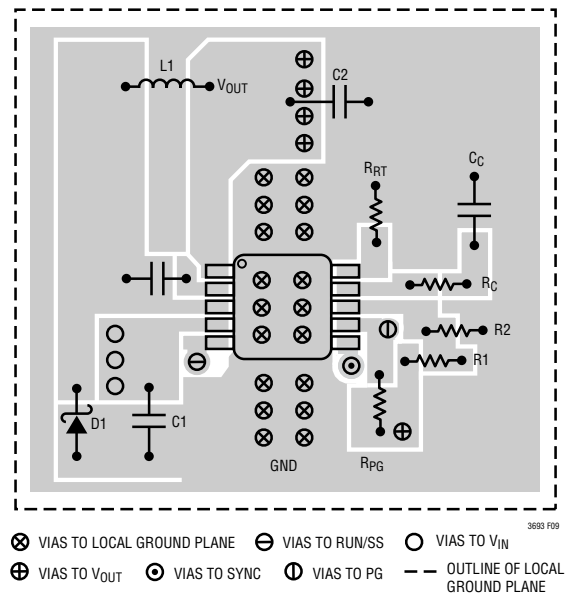 L1
VOUT
C2
RRT
CC
RC
R2
R1
D1
C1
GND
RPG
3693 F09
VIAS TO LOCAL GROUND PLANE
VIAS TO RUN/SS
VIAS TO VIN
VIAS TO VOUT
VIAS TO SYNC
VIAS TO PG
OUTLINE OF LOCAL
GROUND PLANE